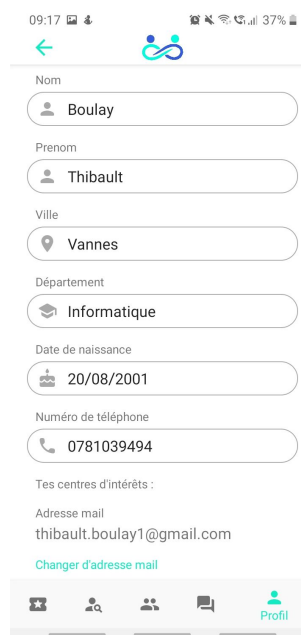 09:17 37%
Nom
Boulay
Prenom
Thibault
Ville
Vannes
Département
Informatique
Date de naissance
20/08/2001
Numéro de téléphone
0781039494
Tes centres d'intérêts :
Adresse mail
thibault.boulay1@gmail.com
Changer d'adresse mail
Profil